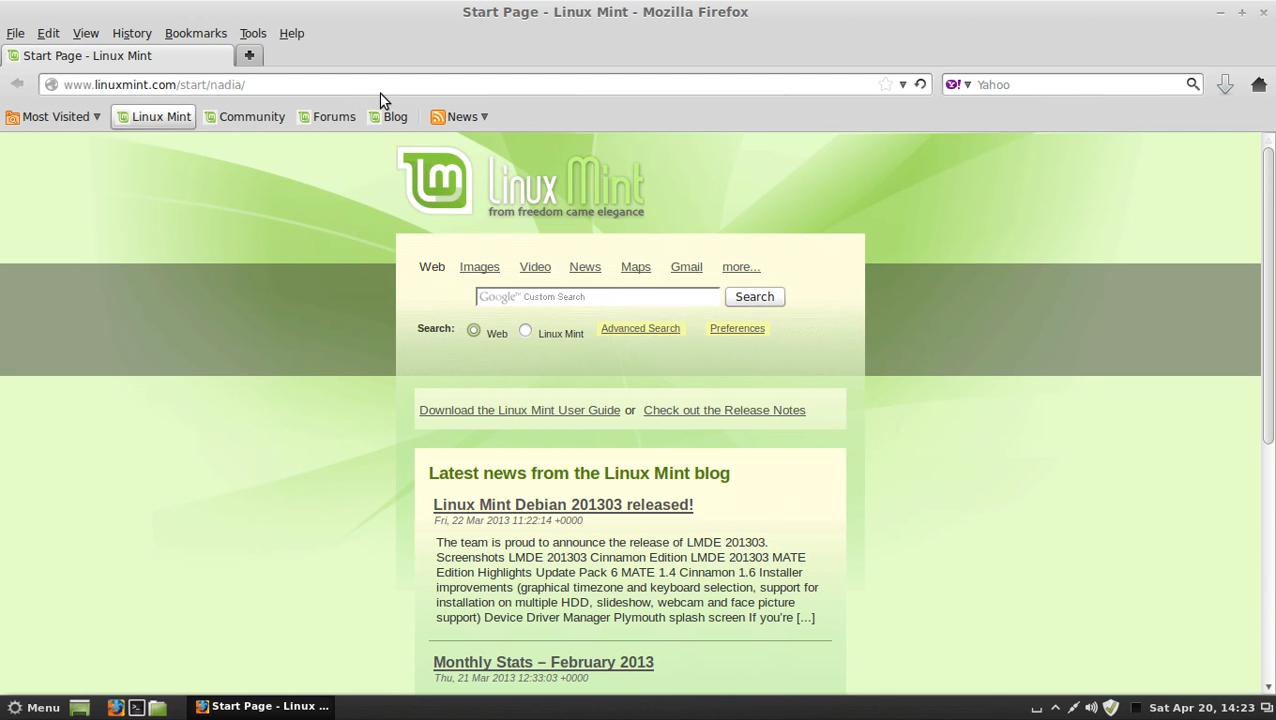 Start Page - Linux Mint - Mozilla Firefox
File Edit View History Bookmarks Tools Help
Start Page - Linux Mint
www.linuxmint.com/start/nadia/
Yahoo
Most Visited Linux Mint Community Forums Blog News
Linux Mint
from freedom came elegance
Web Images Video News Maps Gmail more...
Google™ Custom Search Search
Search: Web Linux Mint Advanced Search Preferences
Download the Linux Mint User Guide or Check out the Release Notes
Latest news from the Linux Mint blog
Linux Mint Debian 201303 released!
Fri, 22 Mar 2013 11:22:14 +0000
The team is proud to announce the release of LMDE 201303.
Screenshots LMDE 201303 Cinnamon Edition LMDE 201303 MATE
Edition Highlights Update Pack 6 MATE 1.4 Cinnamon 1.6 Installer
improvements (graphical timezone and keyboard selection, support for
installation on multiple HDD, slideshow, webcam and face picture
support) Device Driver Manager Plymouth splash screen If you're [...]
Monthly Stats – February 2013
Thu, 21 Mar 2013 12:33:03 +0000
Menu Start Page - Linux ... Sat Apr 20, 14:23